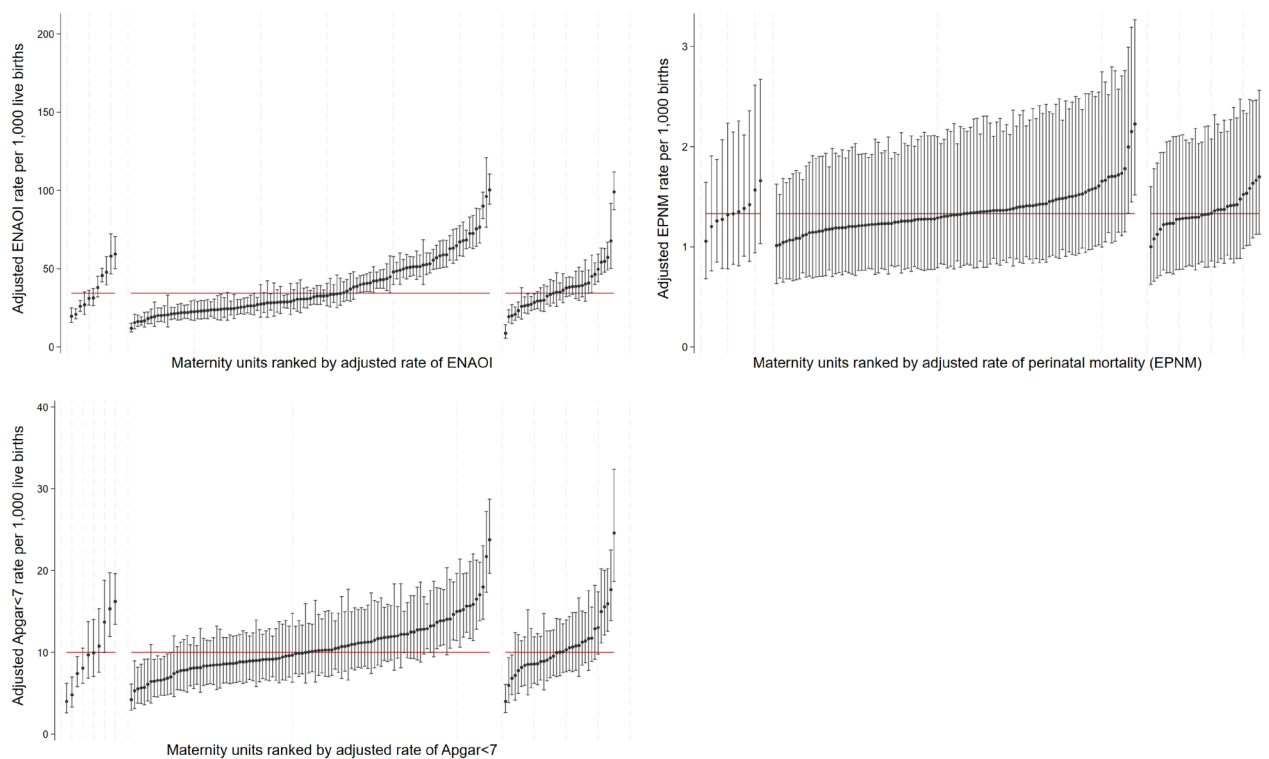 Adjusted ENAOI rate per 1,000 live births
200
150
100
50
0
Maternity units ranked by adjusted rate of ENAOI
Adjusted EPNM rate per 1,000 births
3
2
1
0
Maternity units ranked by adjusted rate of perinatal mortality (EPNM)
Adjusted Apgar<7 rate per 1,000 live births
40
30
20
10
0
Maternity units ranked by adjusted rate of Apgar<7